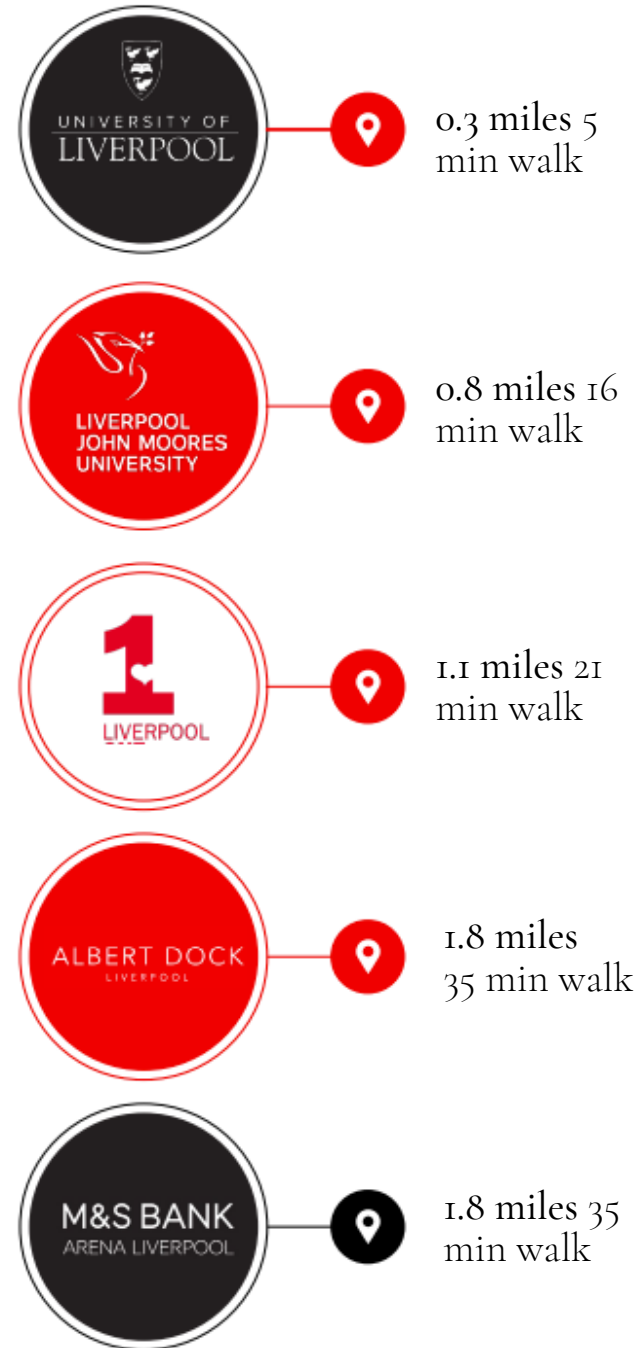 UNIVERSITY OF
LIVERPOOL
0.3 miles 5
min walk
LIVERPOOL
JOHN MOORES
UNIVERSITY
0.8 miles 16
min walk
1
LIVERPOOL
1.1 miles 21
min walk
ALBERT DOCK
LIVERPOOL
1.8 miles
35 min walk
M&S BANK
ARENA LIVERPOOL
1.8 miles 35
min walk